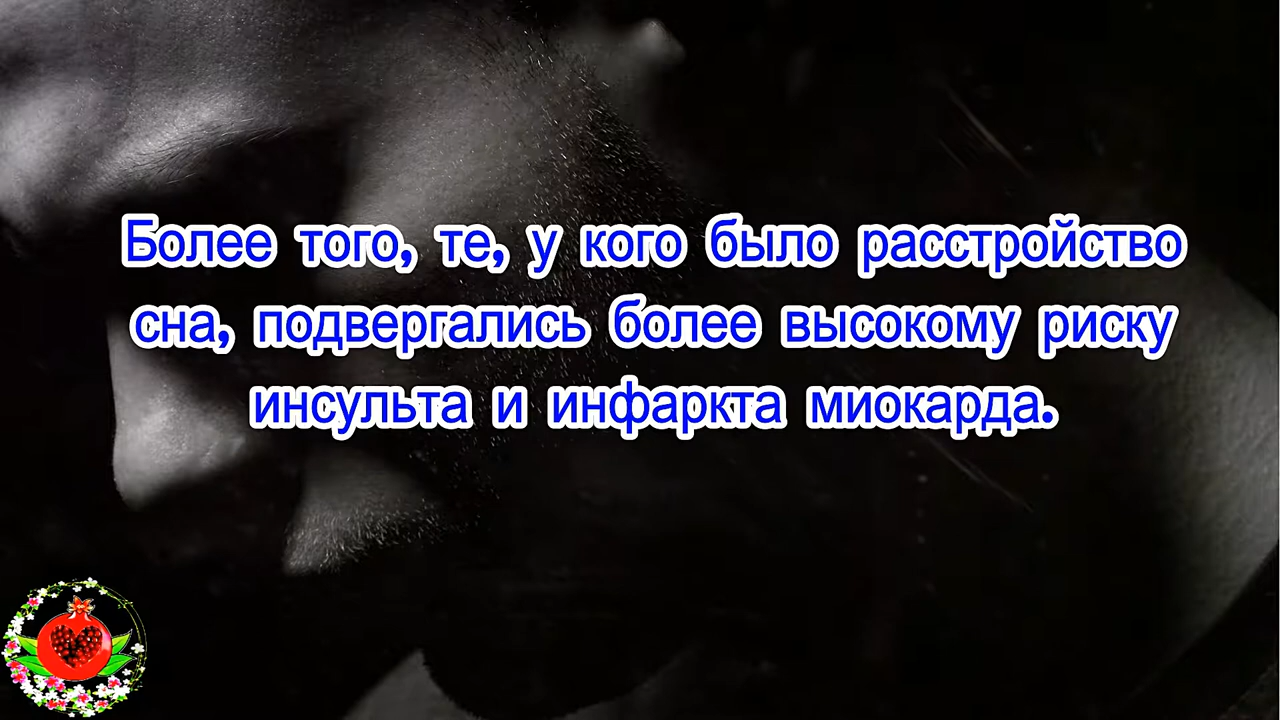 Более того, те, у кого было расстройство
сна, подвергались более высокому риску
инсульта и инфаркта миокарда.